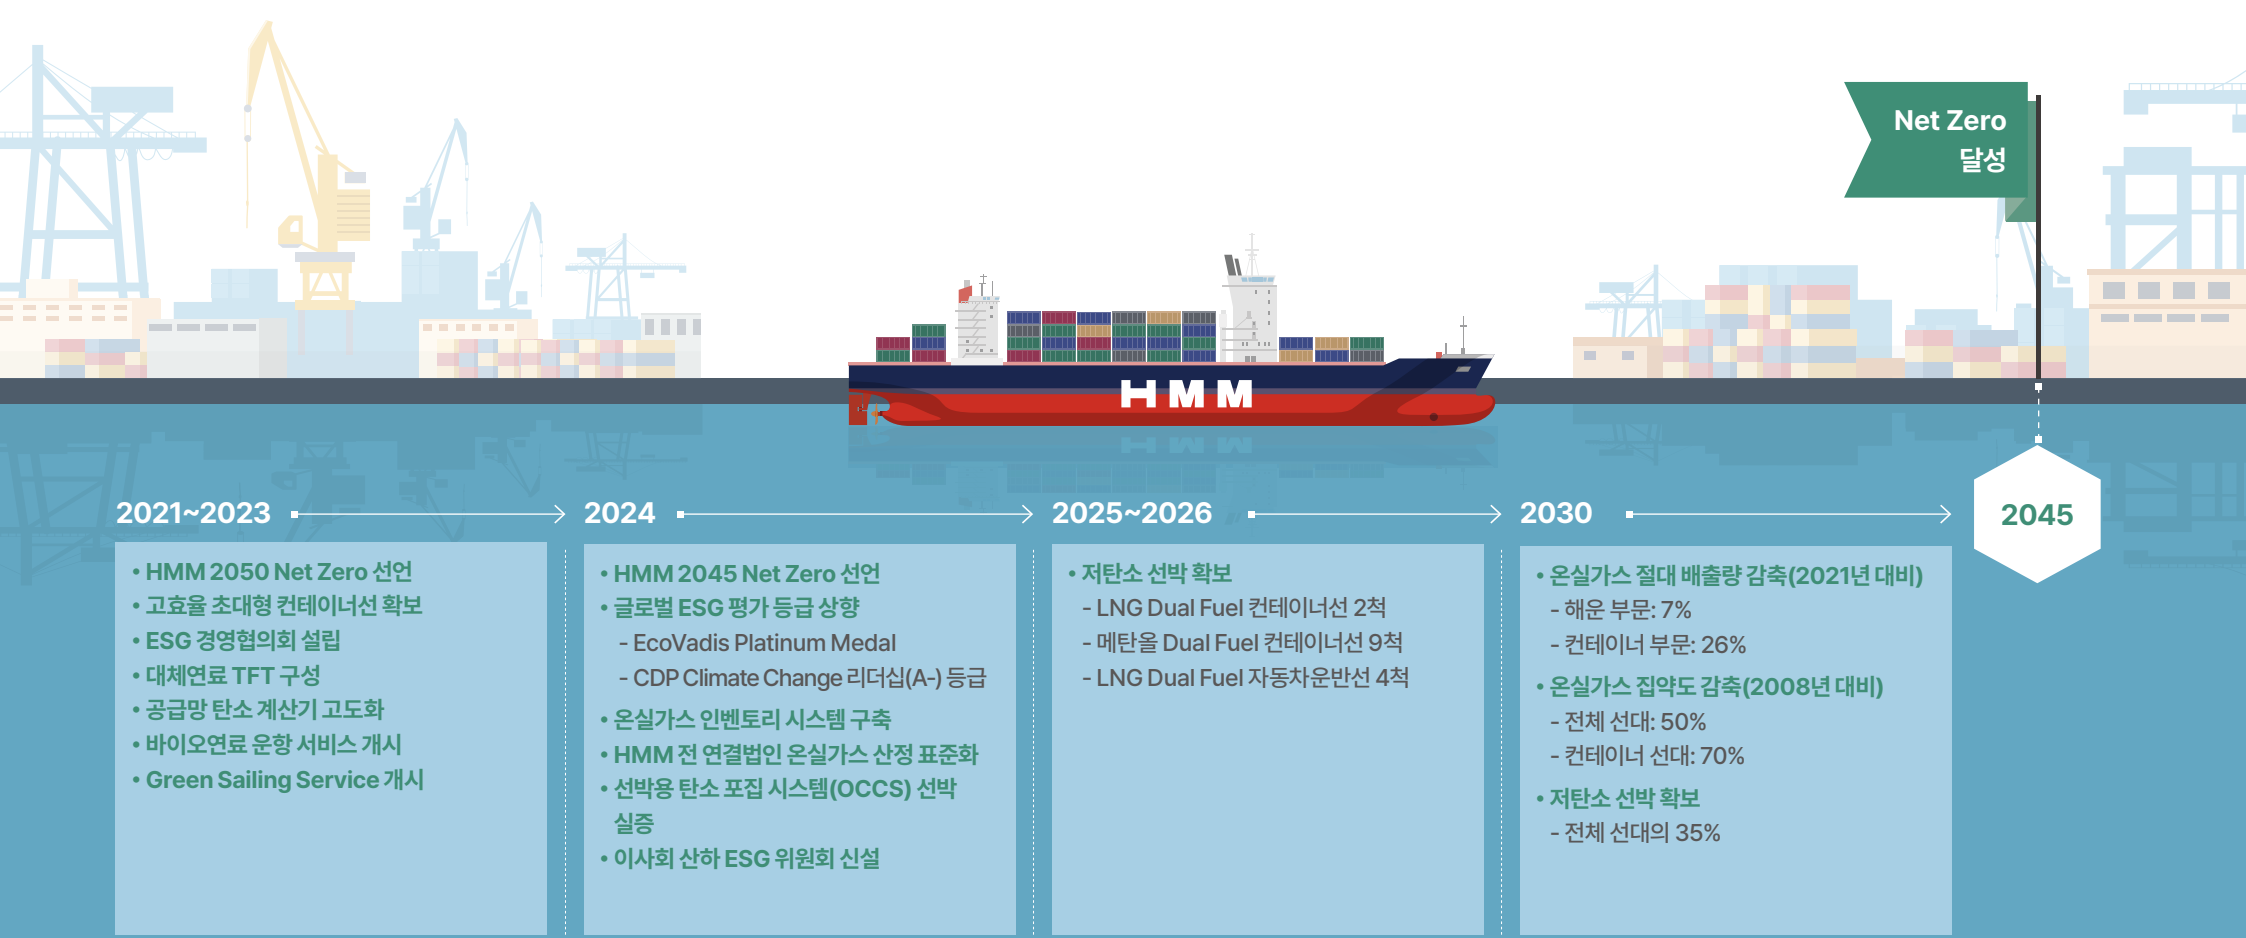 Net Zero
달성
HMM
2021~2023
• HMM 2050 Net Zero 선언
• 고효율 초대형 컨테이너선 확보
• ESG 경영협의회 설립
• 대체연료 TFT 구성
• 공급망 탄소 계산기 고도화
• 바이오연료 운항 서비스 개시
• Green Sailing Service 개시
2024
• HMM 2045 Net Zero 선언
• 글로벌 ESG 평가 등급 상향
- EcoVadis Platinum Medal
- CDP Climate Change 리더십(A-) 등급
• 온실가스 인벤토리 시스템 구축
• HMM 전 연결법인 온실가스 산정 표준화
• 선박용 탄소 포집 시스템(OCCS) 선박
실증
• 이사회 산하 ESG 위원회 신설
2025~2026
• 저탄소 선박 확보
- LNG Dual Fuel 컨테이너선 2척
- 메탄올 Dual Fuel 컨테이너선 9척
- LNG Dual Fuel 자동차운반선 4척
2030
• 온실가스 절대 배출량 감축(2021년 대비)
- 해운 부문: 7%
- 컨테이너 부문: 26%
• 온실가스 집약도 감축(2008년 대비)
- 전체 선대: 50%
- 컨테이너 선대: 70%
• 저탄소 선박 확보
- 전체 선대의 35%
2045